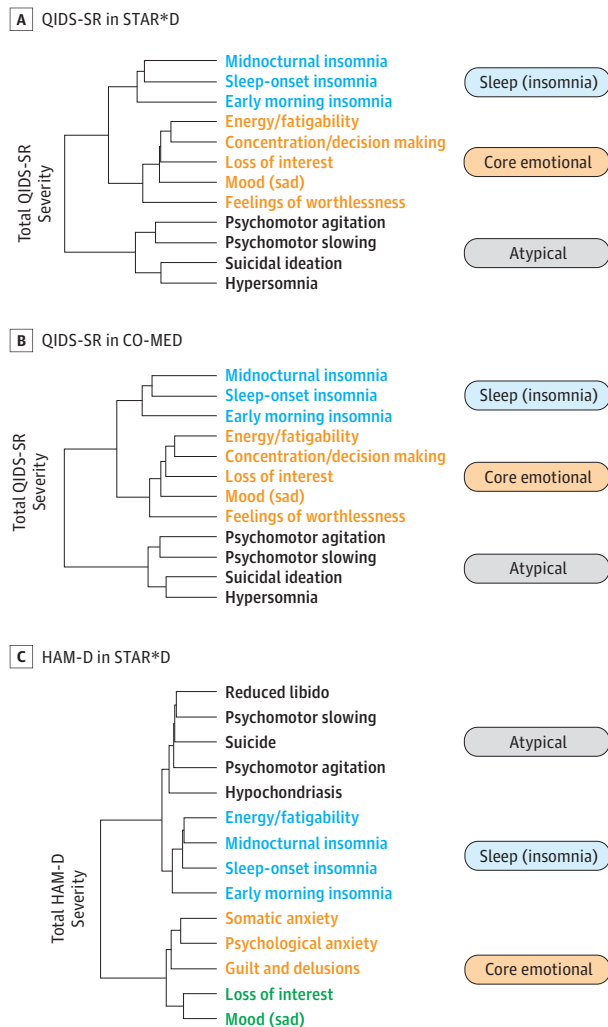 A QIDS-SR in STAR*D
Total QIDS-SR
Severity
Midnocturnal insomnia
Sleep-onset insomnia
Early morning insomnia
Energy/fatigability
Concentration/decision making
Loss of interest
Mood (sad)
Feelings of worthlessness
Psychomotor agitation
Psychomotor slowing
Suicidal ideation
Hypersomnia
Sleep (insomnia)
Core emotional
Atypical
B QIDS-SR in CO-MED
Total QIDS-SR
Severity
Midnocturnal insomnia
Sleep-onset insomnia
Early morning insomnia
Energy/fatigability
Concentration/decision making
Loss of interest
Mood (sad)
Feelings of worthlessness
Psychomotor agitation
Psychomotor slowing
Suicidal ideation
Hypersomnia
Sleep (insomnia)
Core emotional
Atypical
C HAM-D in STAR*D
Total HAM-D
Severity
Reduced libido
Psychomotor slowing
Suicide
Psychomotor agitation
Hypochondriasis
Energy/fatigability
Midnocturnal insomnia
Sleep-onset insomnia
Early morning insomnia
Somatic anxiety
Psychological anxiety
Guilt and delusions
Loss of interest
Mood (sad)
Atypical
Sleep (insomnia)
Core emotional